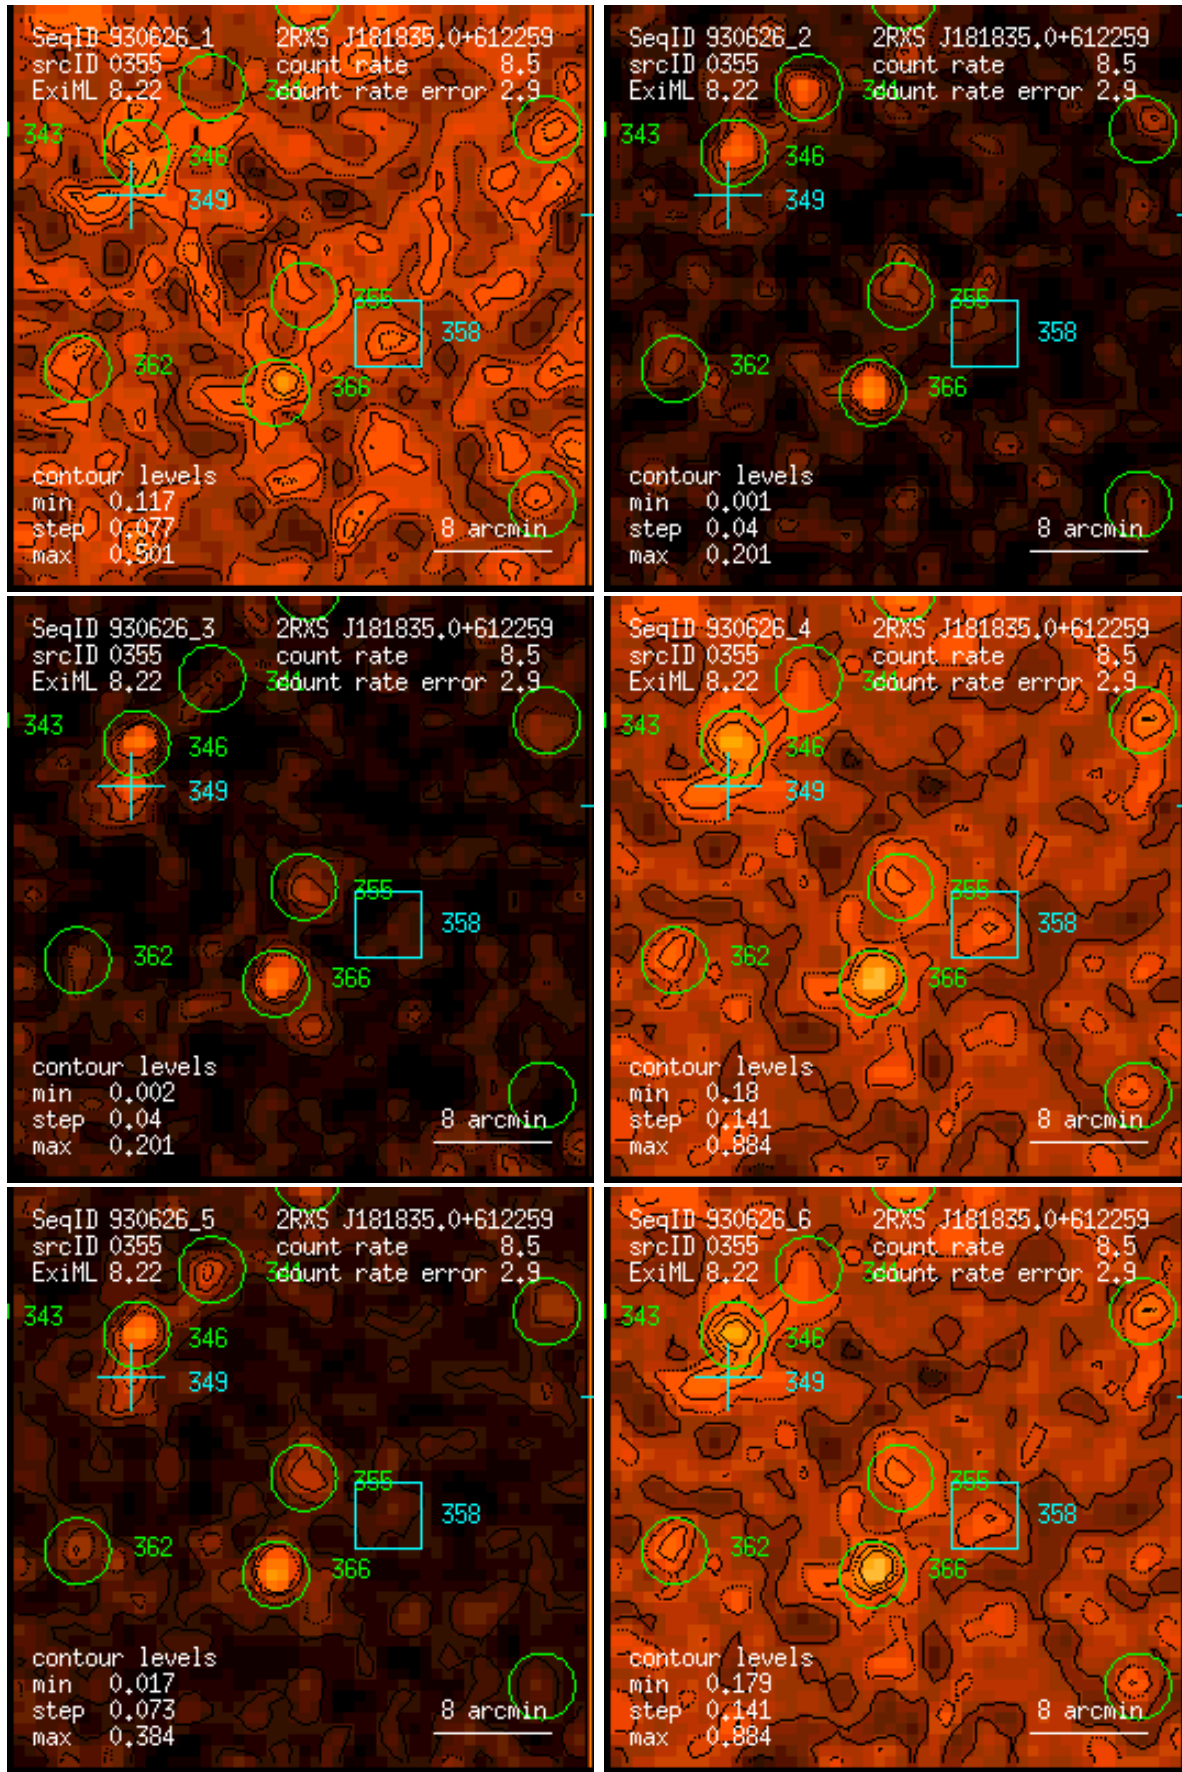 SeqID 930626_1 2RXS J181835.0+612259
srcID 0355 count rate 8.5
ExiML 8.22 count rate error 2.9
343
346
349
355
358
362
366
contour levels
min 0.117
step 0.077
max 0.501
8 arcmin
SeqID 930626_2 2RXS J181835.0+612259
srcID 0355 count rate 8.5
ExiML 8.22 count rate error 2.9
343
346
349
355
358
362
366
contour levels
min 0.001
step 0.04
max 0.201
8 arcmin
SeqID 930626_3 2RXS J181835.0+612259
srcID 0355 count rate 8.5
ExiML 8.22 count rate error 2.9
343
346
349
355
358
362
366
contour levels
min 0.002
step 0.04
max 0.201
8 arcmin
SeqID 930626_4 2RXS J181835.0+612259
srcID 0355 count rate 8.5
ExiML 8.22 count rate error 2.9
343
346
349
355
358
362
366
contour levels
min 0.18
step 0.141
max 0.884
8 arcmin
SeqID 930626_5 2RXS J181835.0+612259
srcID 0355 count rate 8.5
ExiML 8.22 count rate error 2.9
343
346
349
355
358
362
366
contour levels
min 0.017
step 0.073
max 0.384
8 arcmin
SeqID 930626_6 2RXS J181835.0+612259
srcID 0355 count rate 8.5
ExiML 8.22 count rate error 2.9
343
346
349
355
358
362
366
contour levels
min 0.179
step 0.141
max 0.884
8 arcmin